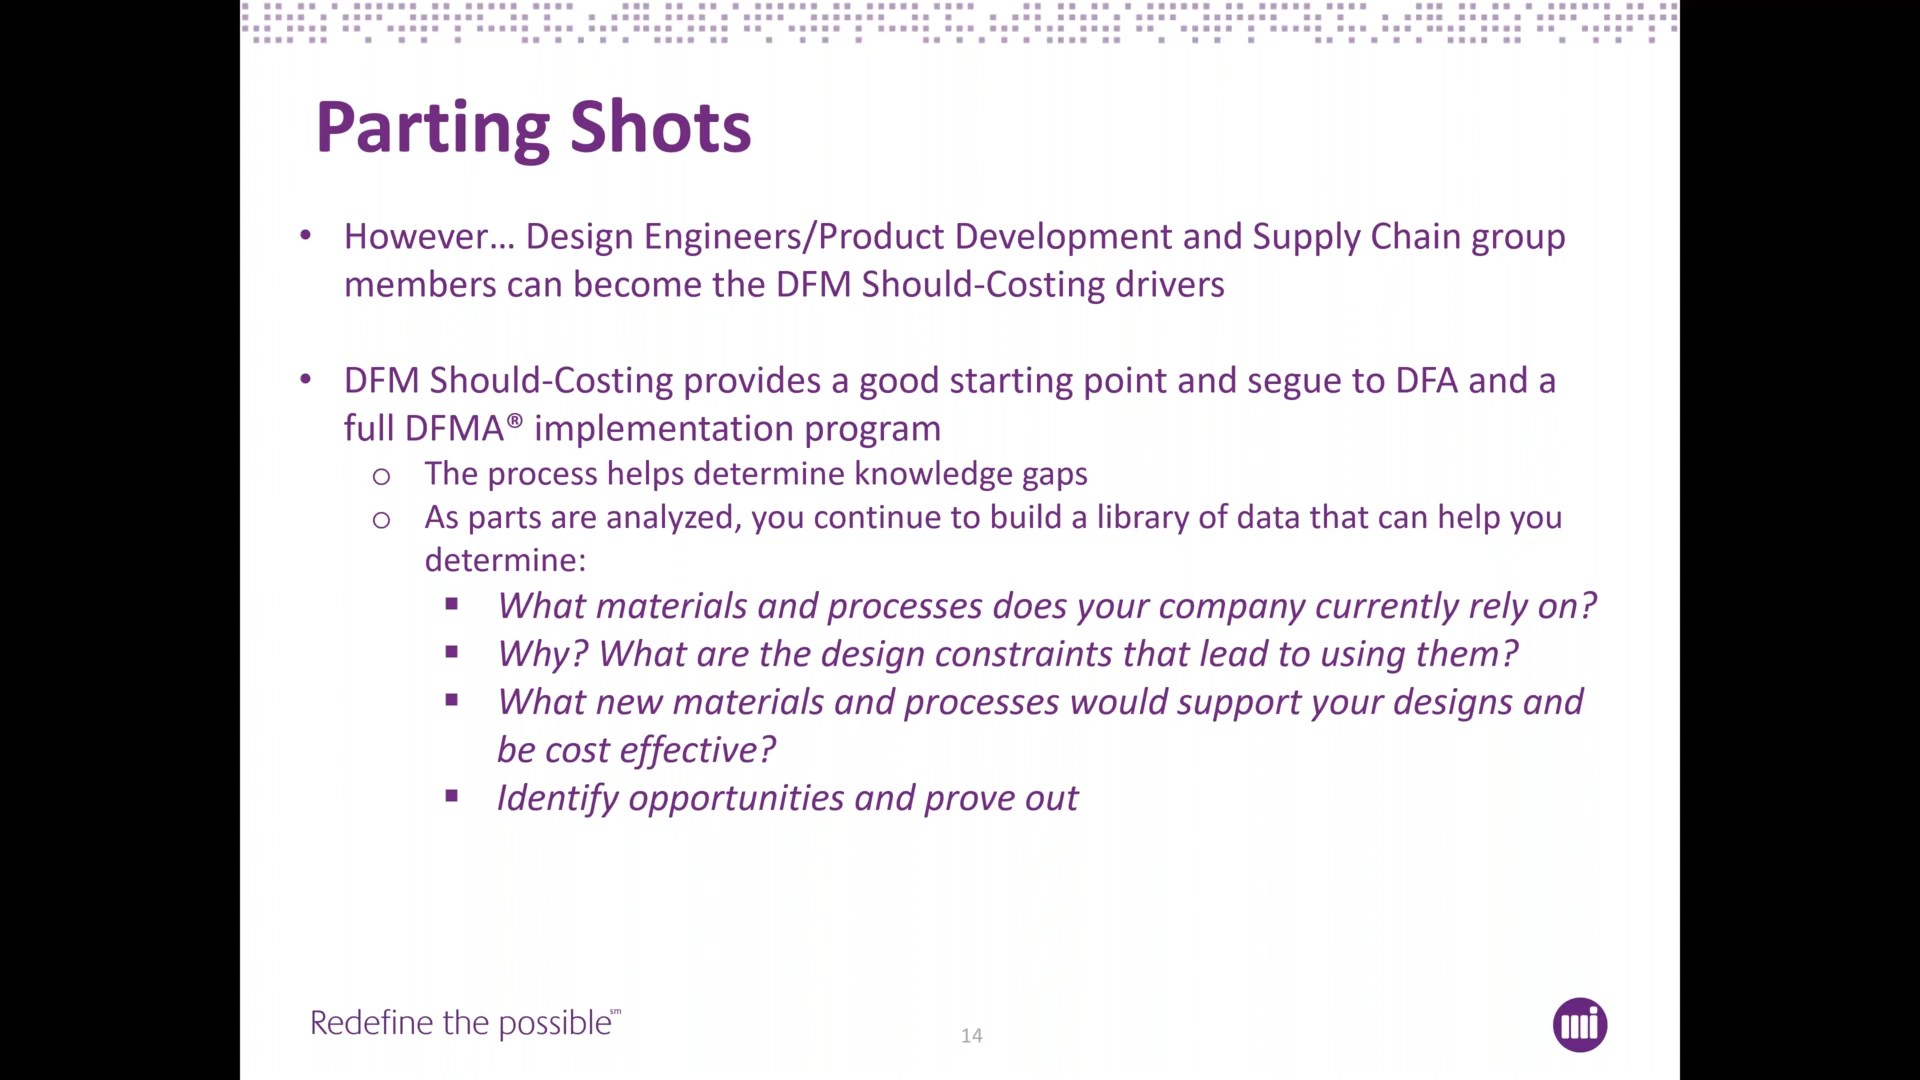 Parting Shots
• However... Design Engineers/Product Development and Supply Chain group
members can become the DFM Should-Costing drivers
• DFM Should-Costing provides a good starting point and segue to DFA and a
full DFMA® implementation program
o The process helps determine knowledge gaps
o As parts are analyzed, you continue to build a library of data that can help you
determine:
▪ What materials and processes does your company currently rely on?
▪ Why? What are the design constraints that lead to using them?
▪ What new materials and processes would support your designs and
be cost effective?
▪ Identify opportunities and prove out
Redefine the possible℠
14